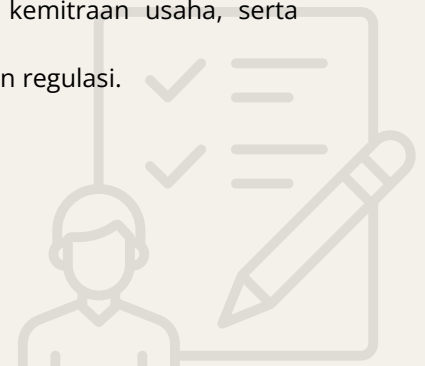 kemitraan usaha, serta
n regulasi.